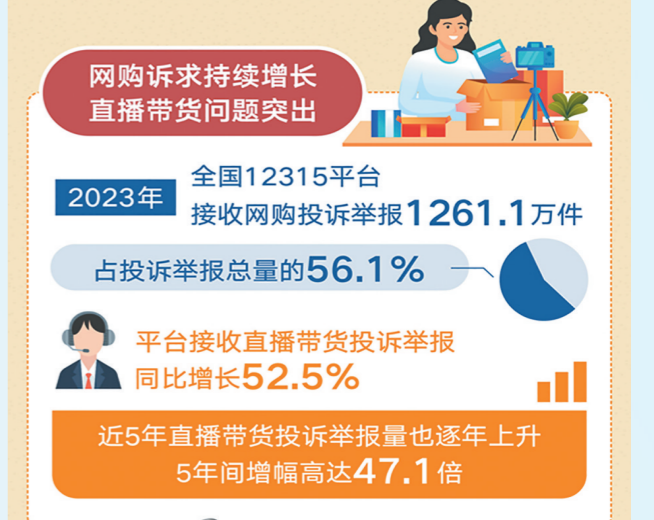 网购诉求持续增长
直播带货问题突出
2023年
全国12315平台
接收网购投诉举报1261.1万件
占投诉举报总量的56.1%
平台接收直播带货投诉举报
同比增长52.5%
近5年直播带货投诉举报量也逐年上升
5年间增幅高达47.1倍